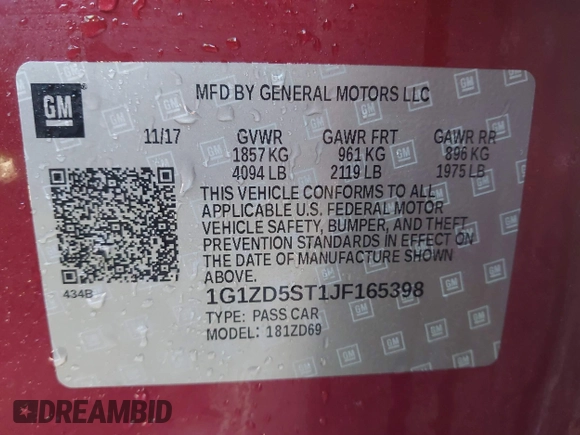 GM
MFD BY GENERAL MOTORS LLC
11/17 GVWR GAWR FRT GAWR RR
1857 KG 961 KG 896 KG
4094 LB 2119 LB 1975 LB
THIS VEHICLE CONFORMS TO ALL
APPLICABLE U.S. FEDERAL MOTOR
VEHICLE SAFETY, BUMPER, AND THEFT
PREVENTION STANDARDS IN EFFECT ON
THE DATE OF MANUFACTURE SHOWN
ABOVE.
434B
1G1ZD5ST1JF165398
TYPE: PASS CAR
MODEL: 181ZD69
DREAMBID